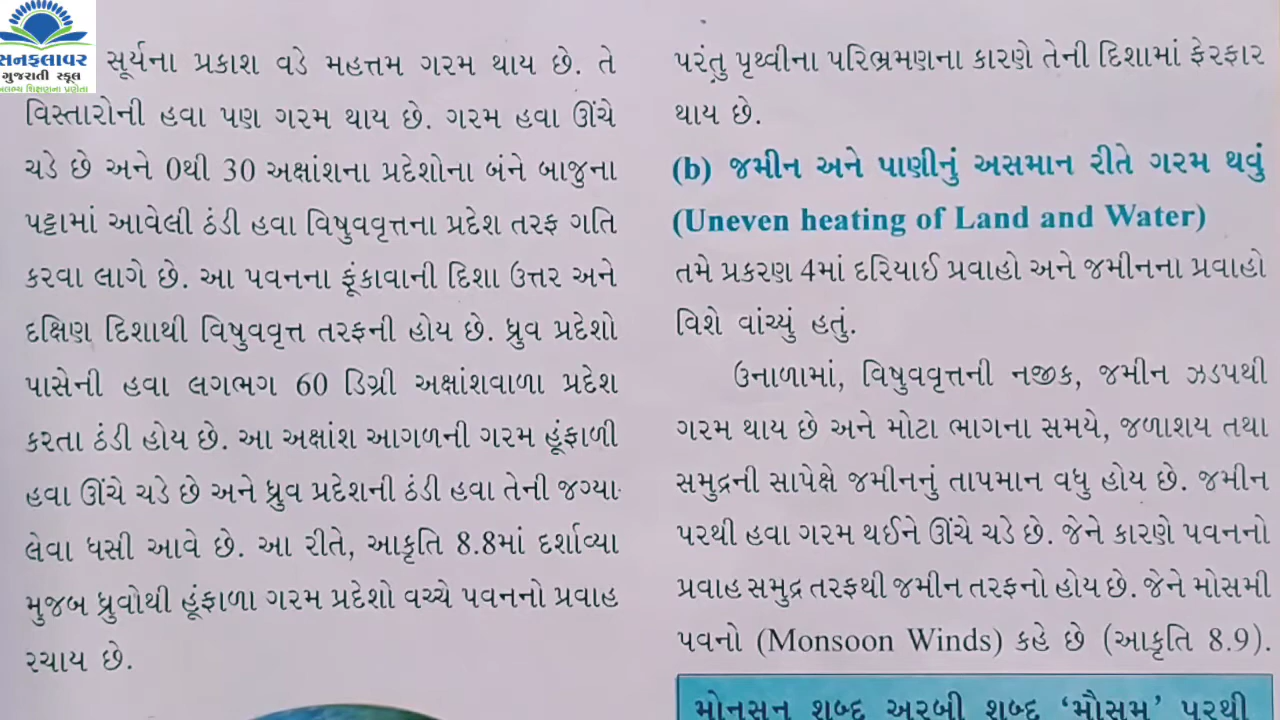 સનફલાવર
ગુજરાતી સ્કૂલ
સૂર્યના પ્રકાશ વડે મહત્તમ ગરમ થાય છે. તે
વિસ્તારોની હવા પણ ગરમ થાય છે. ગરમ હવા ઊંચે
ચડે છે અને 0થી 30 અક્ષાંશના પ્રદેશોના બંને બાજુના
પટ્ટામાં આવેલી ઠંડી હવા વિષુવવૃત્તના પ્રદેશ તરફ ગતિ
કરવા લાગે છે. આ પવનના ફૂંકાવાની દિશા ઉત્તર અને
દક્ષિણ દિશાથી વિષુવવૃત્ત તરફની હોય છે. ધ્રુવ પ્રદેશો
પાસેની હવા લગભગ 60 ડિગ્રી અક્ષાંશવાળા પ્રદેશ
કરતા ઠંડી હોય છે. આ અક્ષાંશ આગળની ગરમ હૂંફાળી
હવા ઊંચે ચડે છે અને ધ્રુવ પ્રદેશની ઠંડી હવા તેની જગ્યા
લેવા ધસી આવે છે. આ રીતે, આકૃતિ 8.8માં દર્શાવ્યા
મુજબ ધ્રુવોથી હૂંફાળા ગરમ પ્રદેશો વચ્ચે પવનનો પ્રવાહ
રચાય છે.
પરંતુ પૃથ્વીના પરિભ્રમણના કારણે તેની દિશામાં ફેરફાર
થાય છે.
(b) જમીન અને પાણીનું અસમાન રીતે ગરમ થવું
(Uneven heating of Land and Water)
તમે પ્રકરણ 4માં દરિયાઈ પ્રવાહો અને જમીનના પ્રવાહો
વિશે વાંચ્યું હતું.
ઉનાળામાં, વિષુવવૃત્તની નજીક, જમીન ઝડપથી
ગરમ થાય છે અને મોટા ભાગના સમયે, જળાશય તથા
સમુદ્રની સાપેક્ષે જમીનનું તાપમાન વધુ હોય છે. જમીન
પરથી હવા ગરમ થઈને ઊંચે ચડે છે. જેને કારણે પવનનો
પ્રવાહ સમુદ્ર તરફથી જમીન તરફનો હોય છે. જેને મોસમી
પવનો (Monsoon Winds) કહે છે (આકૃતિ 8.9).
મોનસન શબ્દ અરબી શબ્દ ‘મૌસમ’ પરથી